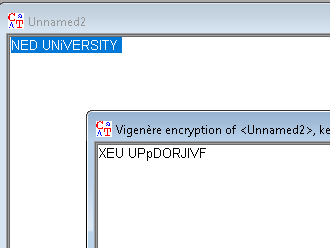 Unnamed2
NED UNiVERSITY
Vigenère encryption of <Unnamed2>, ke
XEU UPpDORJIVF